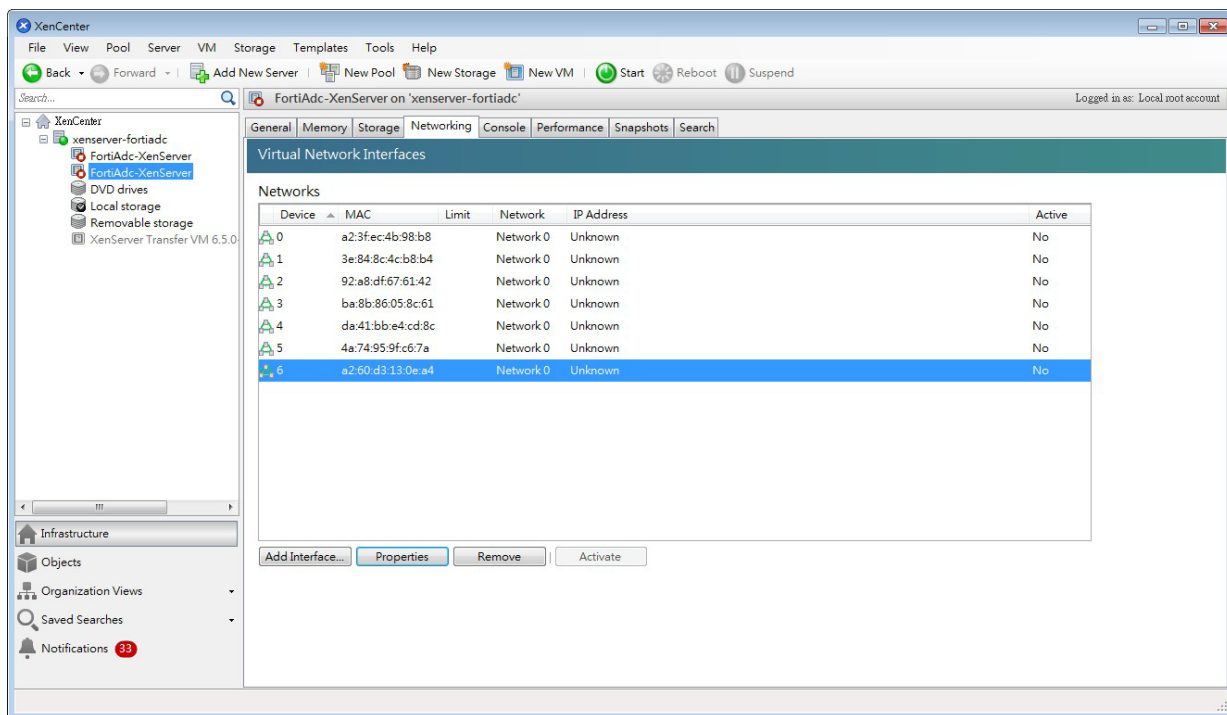 XenCenter
File View Pool Server VM Storage Templates Tools Help
Back Forward Add New Server New Pool New Storage New VM Start Reboot Suspend
Search...
FortiAdc-XenServer on 'xenserver-fortiadc' Logged in as: Local root account
XenCenter
xenserver-fortiadc
FortiAdc-XenServer
FortiAdc-XenServer
DVD drives
Local storage
Removable storage
XenServer Transfer VM 6.5.0-
Infrastructure
Objects
Organization Views
Saved Searches
Notifications 33
General Memory Storage Networking Console Performance Snapshots Search
Virtual Network Interfaces
Networks
Device MAC Limit Network IP Address Active
0 a2:3f:ec:4b:98:b8 Network 0 Unknown No
1 3e:84:8c:4c:b8:b4 Network 0 Unknown No
2 92:a8:df:67:61:42 Network 0 Unknown No
3 ba:8b:86:05:8c:61 Network 0 Unknown No
4 da:41:bb:e4:cd:8c Network 0 Unknown No
5 4a:74:95:9f:c6:7a Network 0 Unknown No
6 a2:60:d3:13:0e:a4 Network 0 Unknown No
Add Interface... Properties Remove Activate